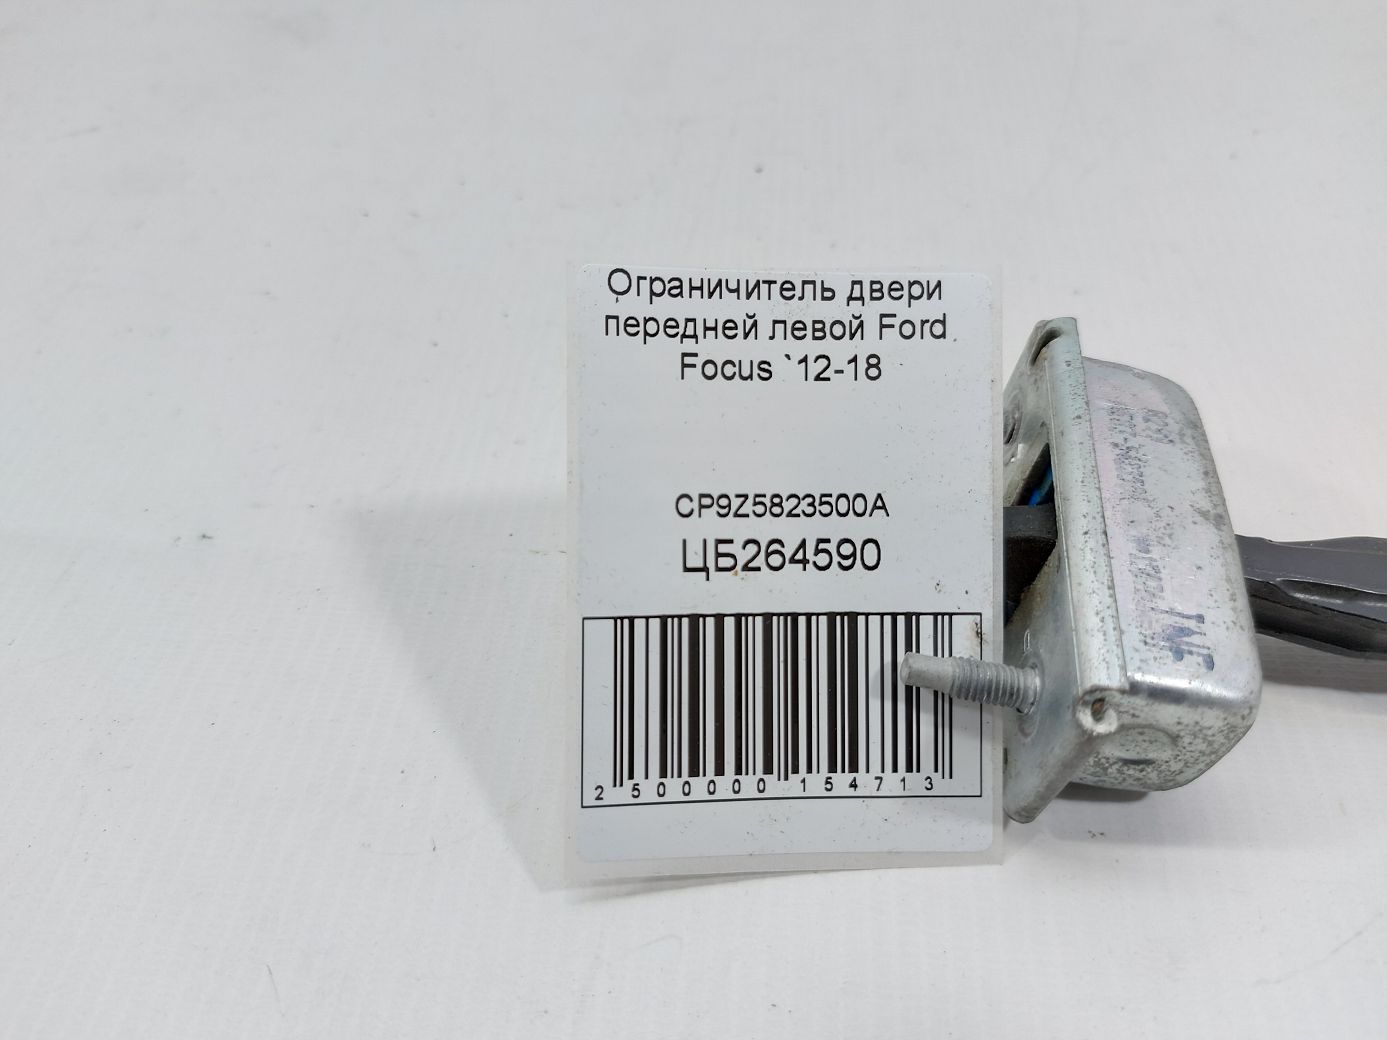 Ограничитель двери
передней левой Ford
Focus `12-18
CP9Z5823500A
ЦБ264590
2 500000 154713